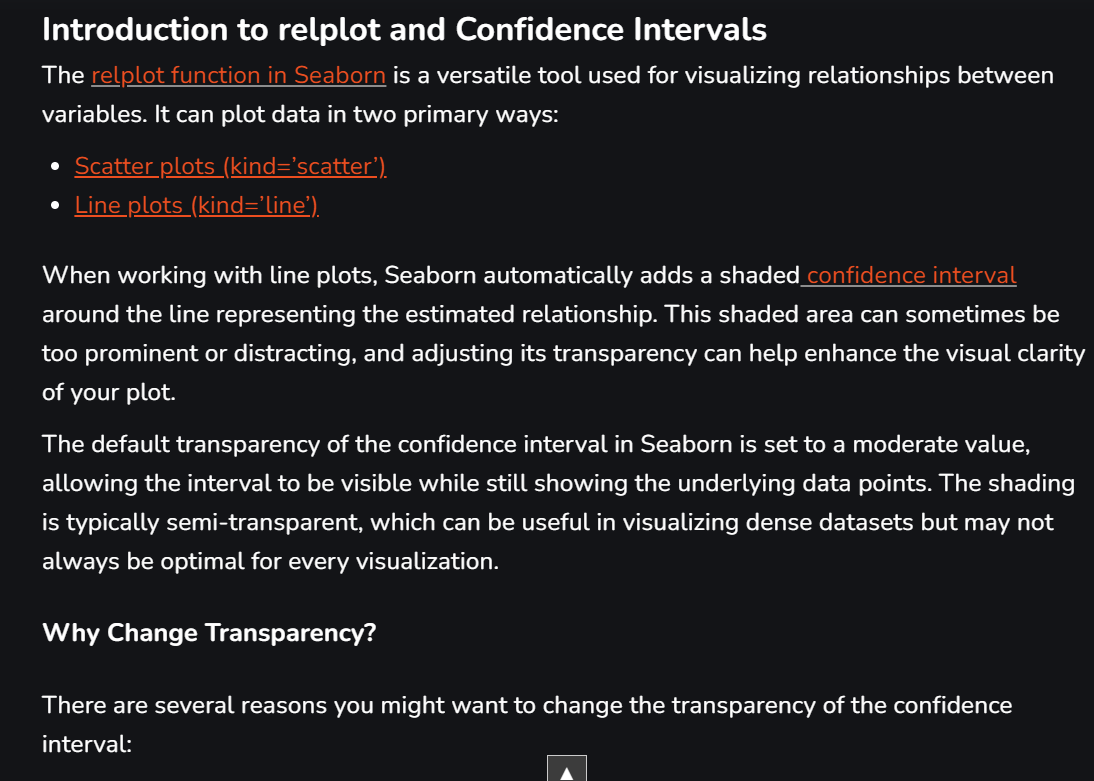 Introduction to relplot and Confidence Intervals
The relplot function in Seaborn is a versatile tool used for visualizing relationships between
variables. It can plot data in two primary ways:
• Scatter plots (kind=’scatter’)
• Line plots (kind=’line’)
When working with line plots, Seaborn automatically adds a shaded confidence interval
around the line representing the estimated relationship. This shaded area can sometimes be
too prominent or distracting, and adjusting its transparency can help enhance the visual clarity
of your plot.
The default transparency of the confidence interval in Seaborn is set to a moderate value,
allowing the interval to be visible while still showing the underlying data points. The shading
is typically semi-transparent, which can be useful in visualizing dense datasets but may not
always be optimal for every visualization.
Why Change Transparency?
There are several reasons you might want to change the transparency of the confidence
interval: